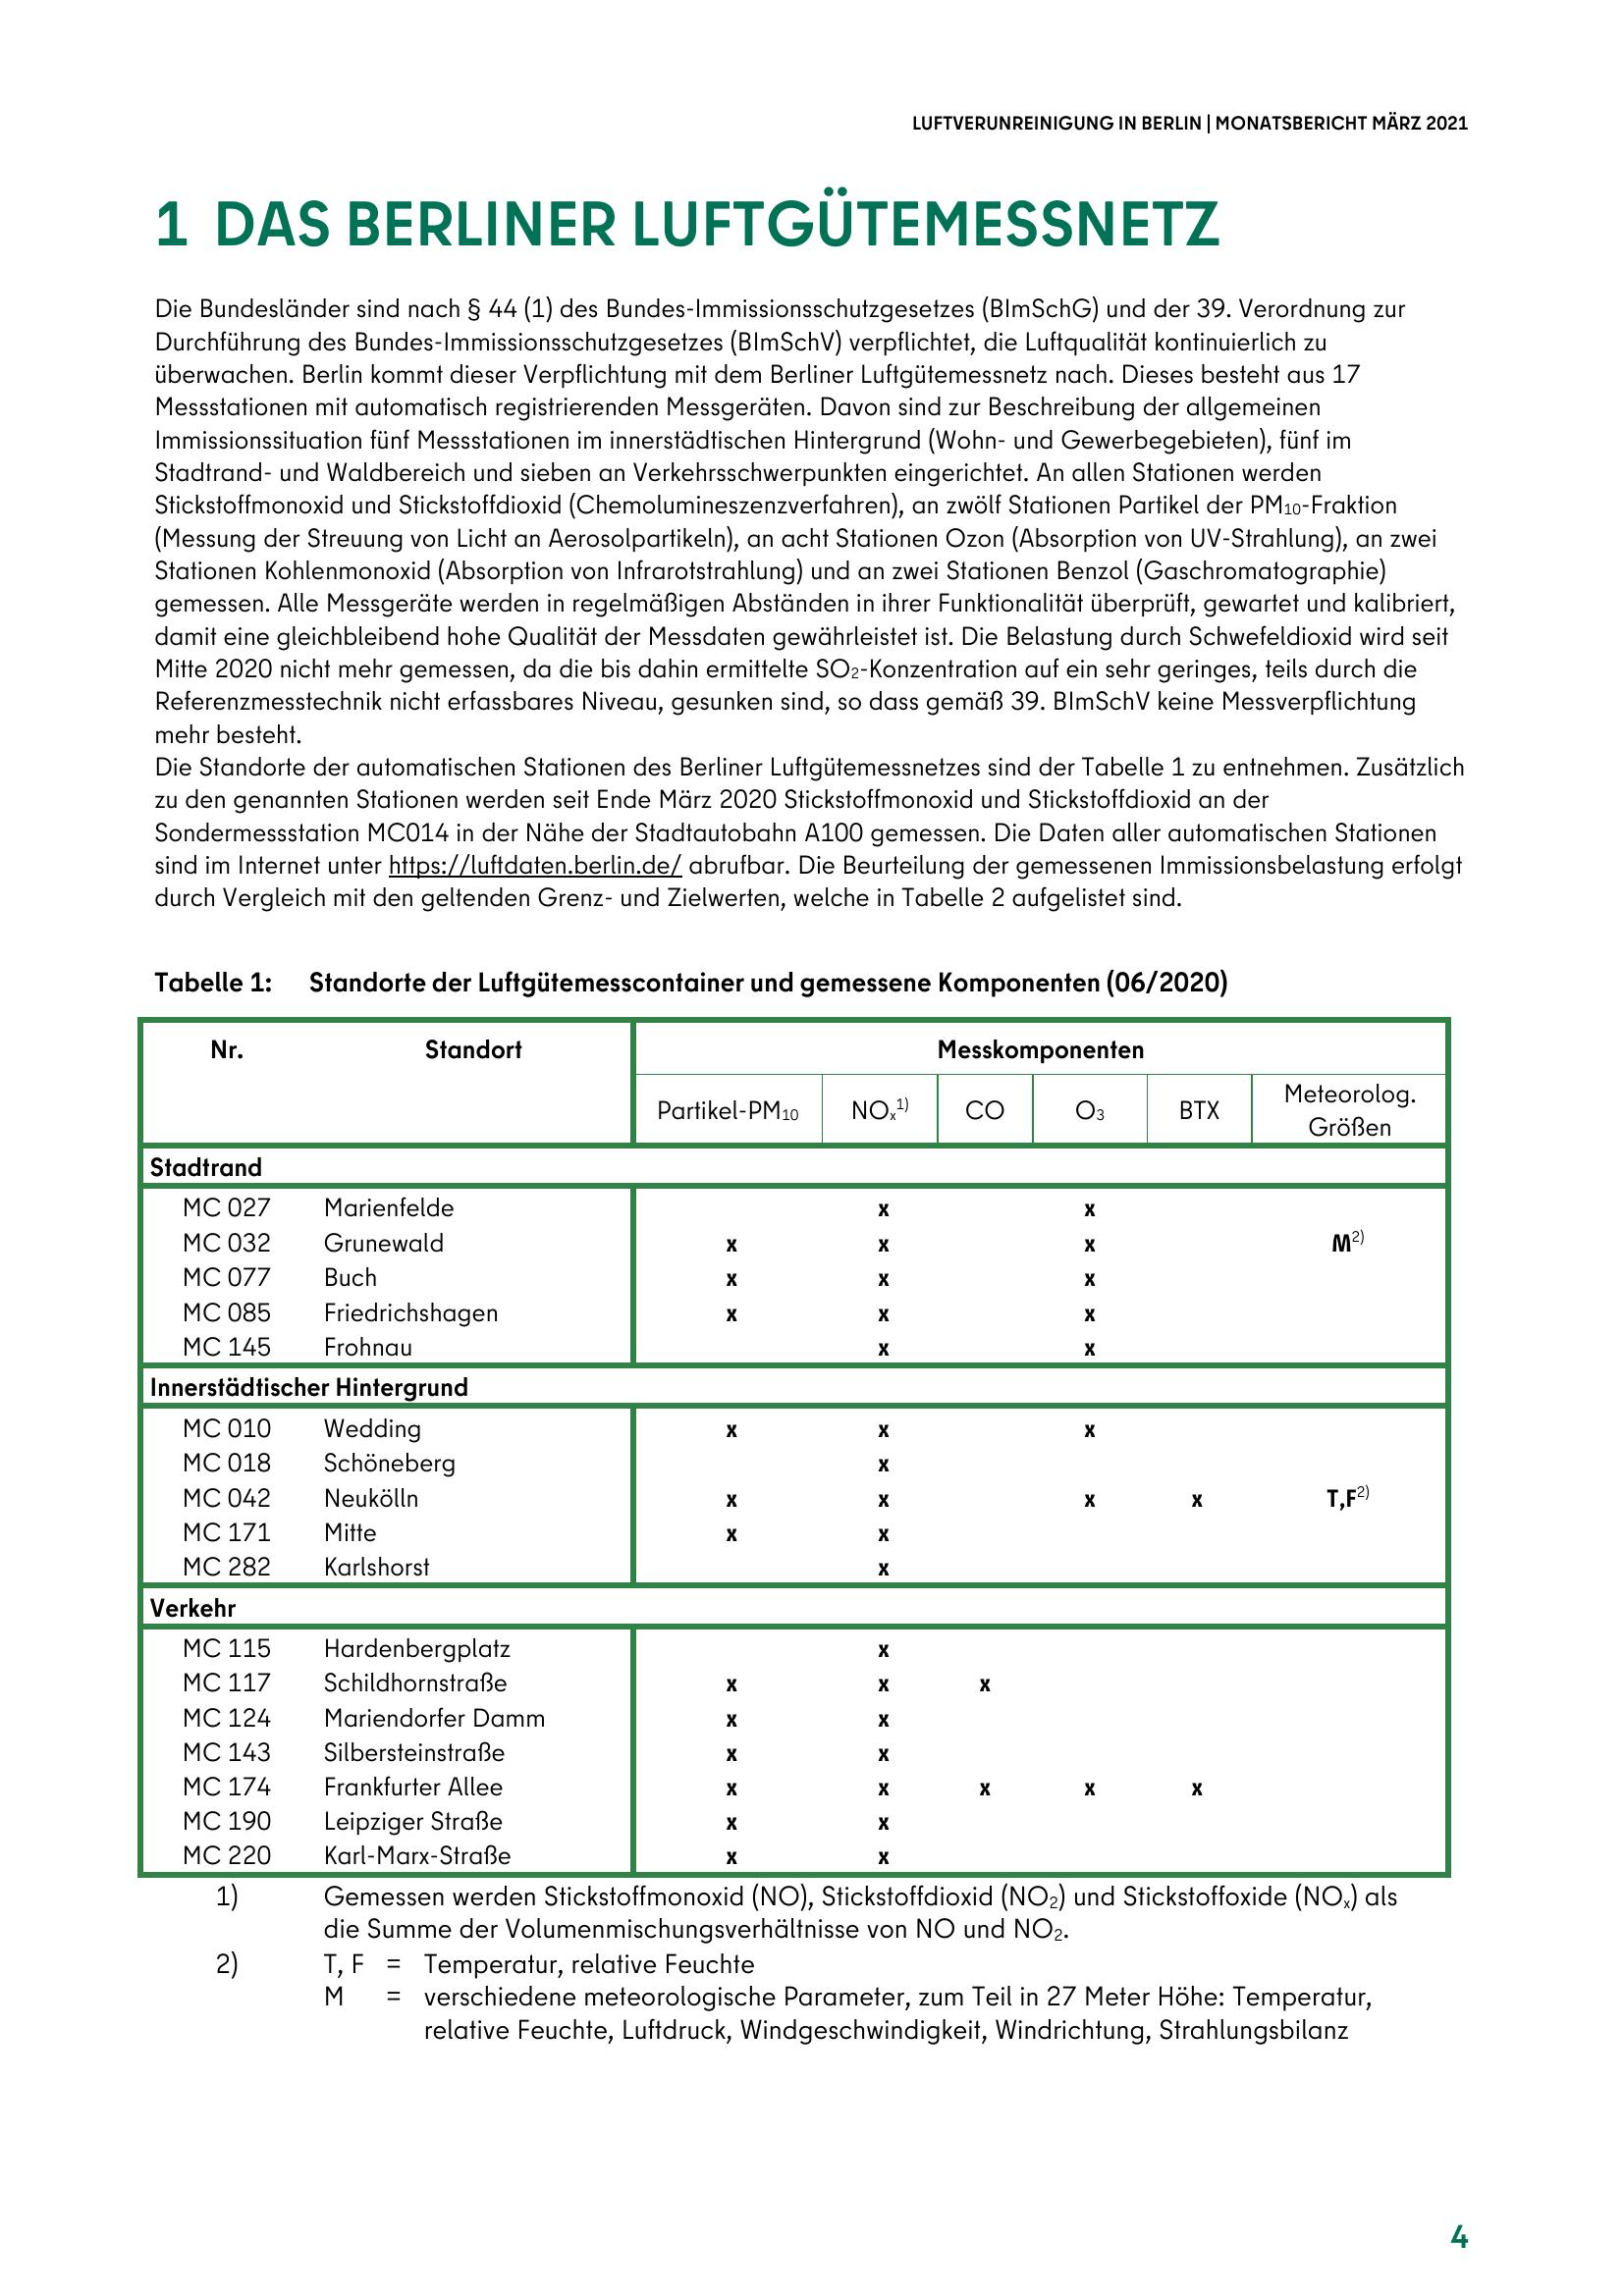 LUFTVERUNREINIGUNG IN BERLIN | MONATSBERICHT MÄRZ 2021
1 DAS BERLINER LUFTGÜTEMESSNETZ
Die Bundesländer sind nach § 44 (1) des Bundes-Immissionsschutzgesetzes (BImSchG) und der 39. Verordnung zur
Durchführung des Bundes-Immissionsschutzgesetzes (BImSchV) verpflichtet, die Luftqualität kontinuierlich zu
überwachen. Berlin kommt dieser Verpflichtung mit dem Berliner Luftgütemessnetz nach. Dieses besteht aus 17
Messstationen mit automatisch registrierenden Messgeräten. Davon sind zur Beschreibung der allgemeinen
Immissionssituation fünf Messstationen im innerstädtischen Hintergrund (Wohn- und Gewerbegebieten), fünf im
Stadtrand- und Waldbereich und sieben an Verkehrsschwerpunkten eingerichtet. An allen Stationen werden
Stickstoffmonoxid und Stickstoffdioxid (Chemolumineszenzverfahren), an zwölf Stationen Partikel der PM₁₀-Fraktion
(Messung der Streuung von Licht an Aerosolpartikeln), an acht Stationen Ozon (Absorption von UV-Strahlung), an zwei
Stationen Kohlenmonoxid (Absorption von Infrarotstrahlung) und an zwei Stationen Benzol (Gaschromatographie)
gemessen. Alle Messgeräte werden in regelmäßigen Abständen in ihrer Funktionalität überprüft, gewartet und kalibriert,
damit eine gleichbleibend hohe Qualität der Messdaten gewährleistet ist. Die Belastung durch Schwefeldioxid wird seit
Mitte 2020 nicht mehr gemessen, da die bis dahin ermittelte SO₂-Konzentration auf ein sehr geringes, teils durch die
Referenzmesstechnik nicht erfassbares Niveau, gesunken sind, so dass gemäß 39. BImSchV keine Messverpflichtung
mehr besteht.
Die Standorte der automatischen Stationen des Berliner Luftgütemessnetzes sind der Tabelle 1 zu entnehmen. Zusätzlich
zu den genannten Stationen werden seit Ende März 2020 Stickstoffmonoxid und Stickstoffdioxid an der
Sondermessstation MC014 in der Nähe der Stadtautobahn A100 gemessen. Die Daten aller automatischen Stationen
sind im Internet unter https://luftdaten.berlin.de/ abrufbar. Die Beurteilung der gemessenen Immissionsbelastung erfolgt
durch Vergleich mit den geltenden Grenz- und Zielwerten, welche in Tabelle 2 aufgelistet sind.
Tabelle 1: Standorte der Luftgütemesscontainer und gemessene Komponenten (06/2020)
Nr. Standort Messkomponenten
Partikel-PM₁₀ NOₓ¹⁾ CO O₃ BTX Meteorolog.
Größen
Stadtrand
MC 027 Marienfelde x x
MC 032 Grunewald x x x M²⁾
MC 077 Buch x x x
MC 085 Friedrichshagen x x x
MC 145 Frohnau x x
Innerstädtischer Hintergrund
MC 010 Wedding x x x
MC 018 Schöneberg x
MC 042 Neukölln x x x x T,F²⁾
MC 171 Mitte x x
MC 282 Karlshorst x
Verkehr
MC 115 Hardenbergplatz x
MC 117 Schildhornstraße x x x
MC 124 Mariendorfer Damm x x
MC 143 Silbersteinstraße x x
MC 174 Frankfurter Allee x x x x x
MC 190 Leipziger Straße x x
MC 220 Karl-Marx-Straße x x
1) Gemessen werden Stickstoffmonoxid (NO), Stickstoffdioxid (NO₂) und Stickstoffoxide (NOₓ) als
die Summe der Volumenmischungsverhältnisse von NO und NO₂.
2) T, F = Temperatur, relative Feuchte
M = verschiedene meteorologische Parameter, zum Teil in 27 Meter Höhe: Temperatur,
relative Feuchte, Luftdruck, Windgeschwindigkeit, Windrichtung, Strahlungsbilanz
4